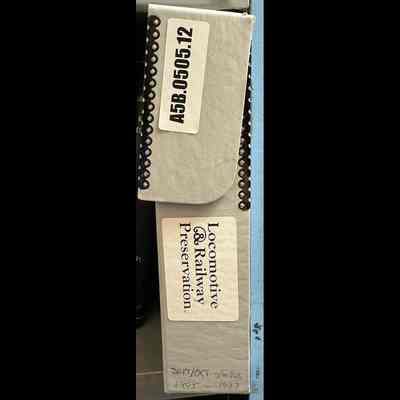 A5B.0505.12
Locomotive
& Railway
Preservation.